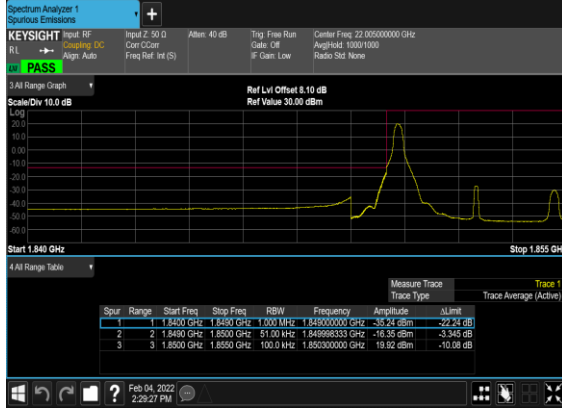 Spectrum Analyzer 1
Spurious Emissions
+
KEYSIGHT Input: RF Input Z: 50 Ω Atten: 40 dB Trig: Free Run Center Freq: 22.005000000 GHz
RL Coupling: DC Corr CCorr Gate: Off Avg|Hold: 1000/1000
Align: Auto Freq Ref: Int (S) IF Gain: Low Radio Std: None
PASS
3 All Range Graph Ref Lvl Offset 8.10 dB
Scale/Div 10.0 dB Ref Value 30.00 dBm
Log
20.0
10.0
0.00
-10.0
-20.0
-30.0
-40.0
-50.0
-60.0
Start 1.840 GHz Stop 1.855 GH
4 All Range Table
Measure Trace Trace 1
Trace Type Trace Average (Active)
Spur Range Start Freq Stop Freq RBW Frequency Amplitude ΔLimit
1 1 1.8400 GHz 1.8490 GHz 1.000 MHz 1.849000000 GHz -35.24 dBm -22.24 dB
2 2 1.8490 GHz 1.8500 GHz 51.00 kHz 1.849998333 GHz -16.35 dBm -3.345 dB
3 3 1.8500 GHz 1.8550 GHz 100.0 kHz 1.850300000 GHz 19.92 dBm -10.08 dB
? Feb 04, 2022
2:29:27 PM